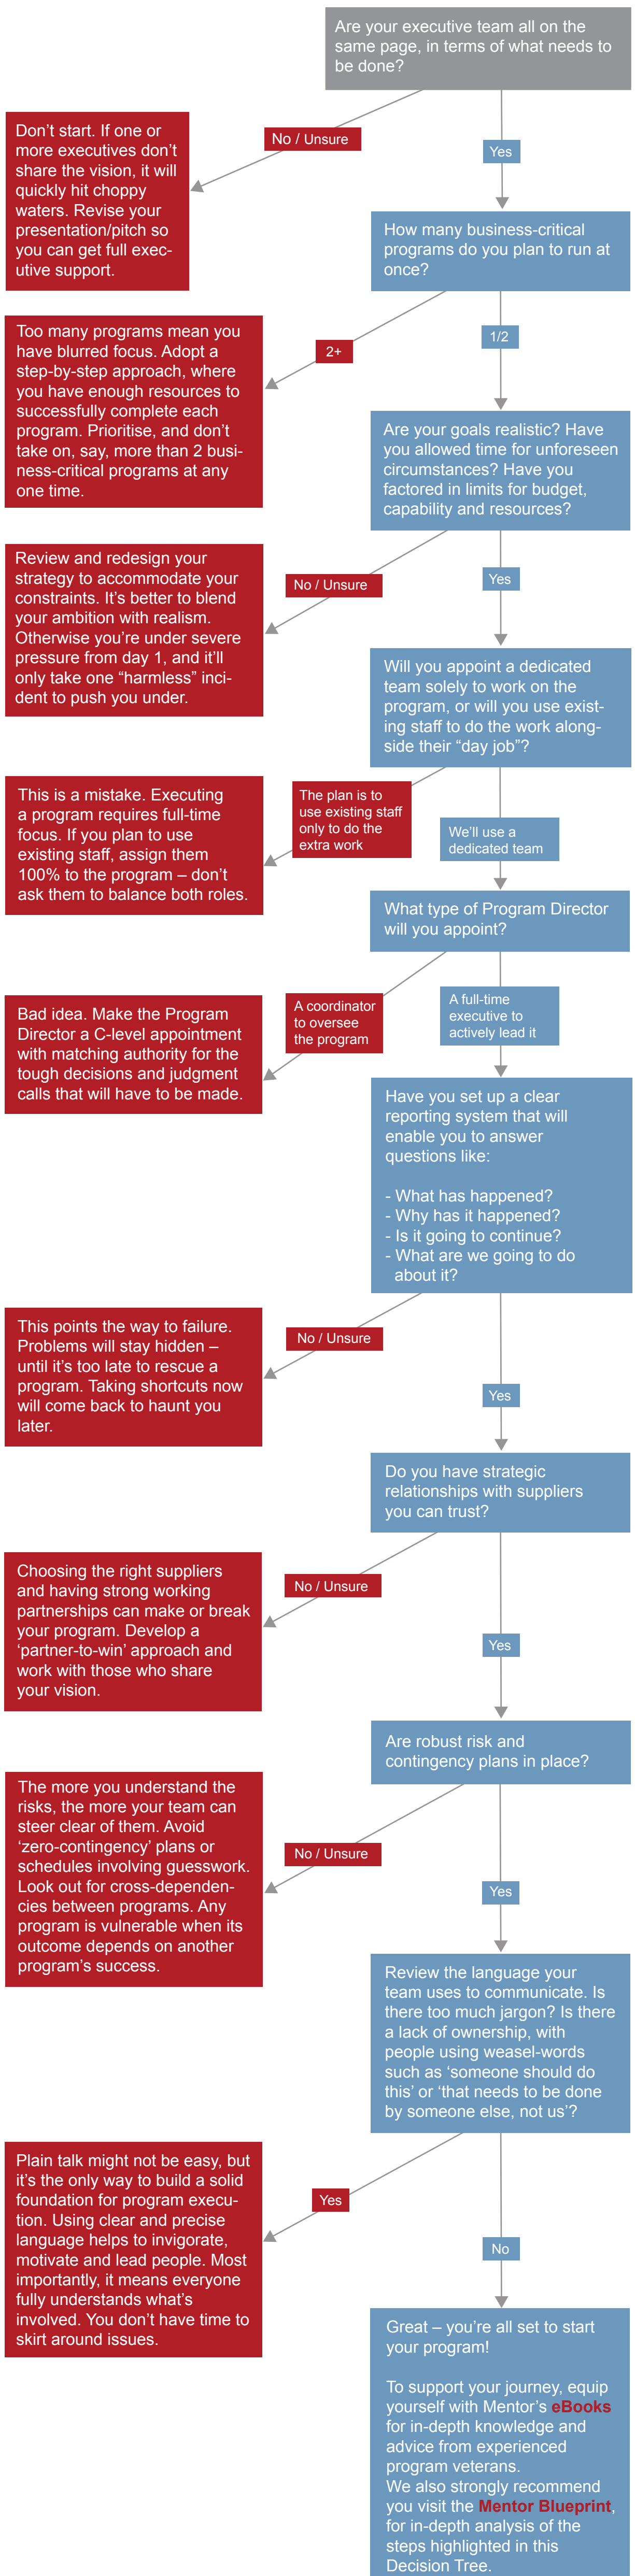 Are your executive team all on the
same page, in terms of what needs to
be done?
No / Unsure
Yes
Don’t start. If one or
more executives don’t
share the vision, it will
quickly hit choppy
waters. Revise your
presentation/pitch so
you can get full exec-
utive support.
How many business-critical
programs do you plan to run at
once?
2+
1/2
Too many programs mean you
have blurred focus. Adopt a
step-by-step approach, where
you have enough resources to
successfully complete each
program. Prioritise, and don’t
take on, say, more than 2 busi-
ness-critical programs at any
one time.
Are your goals realistic? Have
you allowed time for unforeseen
circumstances? Have you
factored in limits for budget,
capability and resources?
No / Unsure
Yes
Review and redesign your
strategy to accommodate your
constraints. It’s better to blend
your ambition with realism.
Otherwise you’re under severe
pressure from day 1, and it’ll
only take one “harmless” inci-
dent to push you under.
Will you appoint a dedicated
team solely to work on the
program, or will you use exist-
ing staff to do the work along-
side their “day job”?
The plan is to
use existing staff
only to do the
extra work
We’ll use a
dedicated team
This is a mistake. Executing
a program requires full-time
focus. If you plan to use
existing staff, assign them
100% to the program – don’t
ask them to balance both roles.
What type of Program Director
will you appoint?
A coordinator
to oversee
the program
A full-time
executive to
actively lead it
Bad idea. Make the Program
Director a C-level appointment
with matching authority for the
tough decisions and judgment
calls that will have to be made.
Have you set up a clear
reporting system that will
enable you to answer
questions like:
- What has happened?
- Why has it happened?
- Is it going to continue?
- What are we going to do
about it?
No / Unsure
Yes
This points the way to failure.
Problems will stay hidden –
until it’s too late to rescue a
program. Taking shortcuts now
will come back to haunt you
later.
Do you have strategic
relationships with suppliers
you can trust?
No / Unsure
Yes
Choosing the right suppliers
and having strong working
partnerships can make or break
your program. Develop a
‘partner-to-win’ approach and
work with those who share
your vision.
Are robust risk and
contingency plans in place?
No / Unsure
Yes
The more you understand the
risks, the more your team can
steer clear of them. Avoid
‘zero-contingency’ plans or
schedules involving guesswork.
Look out for cross-dependen-
cies between programs. Any
program is vulnerable when its
outcome depends on another
program’s success.
Review the language your
team uses to communicate. Is
there too much jargon? Is there
a lack of ownership, with
people using weasel-words
such as ‘someone should do
this’ or ‘that needs to be done
by someone else, not us’?
Yes
No
Plain talk might not be easy, but
it’s the only way to build a solid
foundation for program execu-
tion. Using clear and precise
language helps to invigorate,
motivate and lead people. Most
importantly, it means everyone
fully understands what’s
involved. You don’t have time to
skirt around issues.
Great – you’re all set to start
your program!
To support your journey, equip
yourself with Mentor’s eBooks
for in-depth knowledge and
advice from experienced
program veterans.
We also strongly recommend
you visit the Mentor Blueprint,
for in-depth analysis of the
steps highlighted in this
Decision Tree.